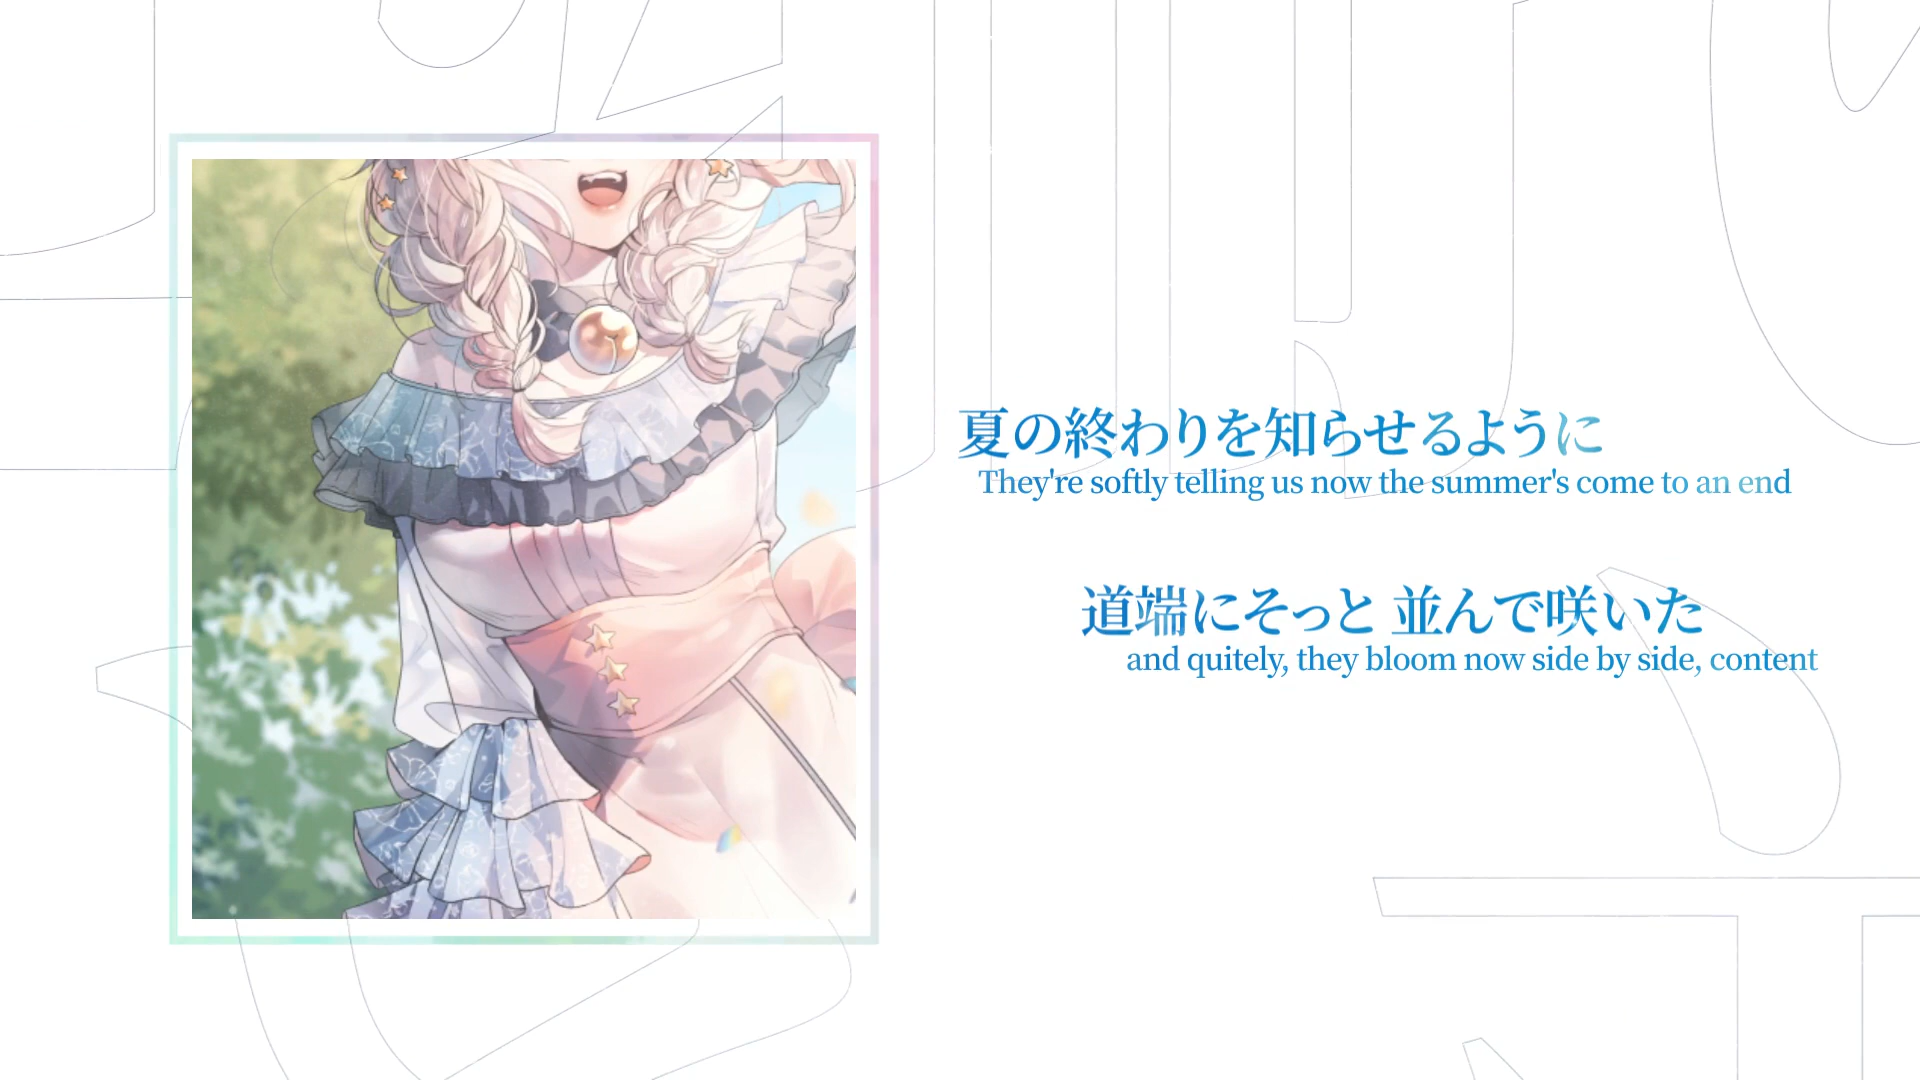 夏の終わりを知らせるように
They're softly telling us now the summer's come to an end
道端にそっと 並んで咲いた
and quitely, they bloom now side by side, content